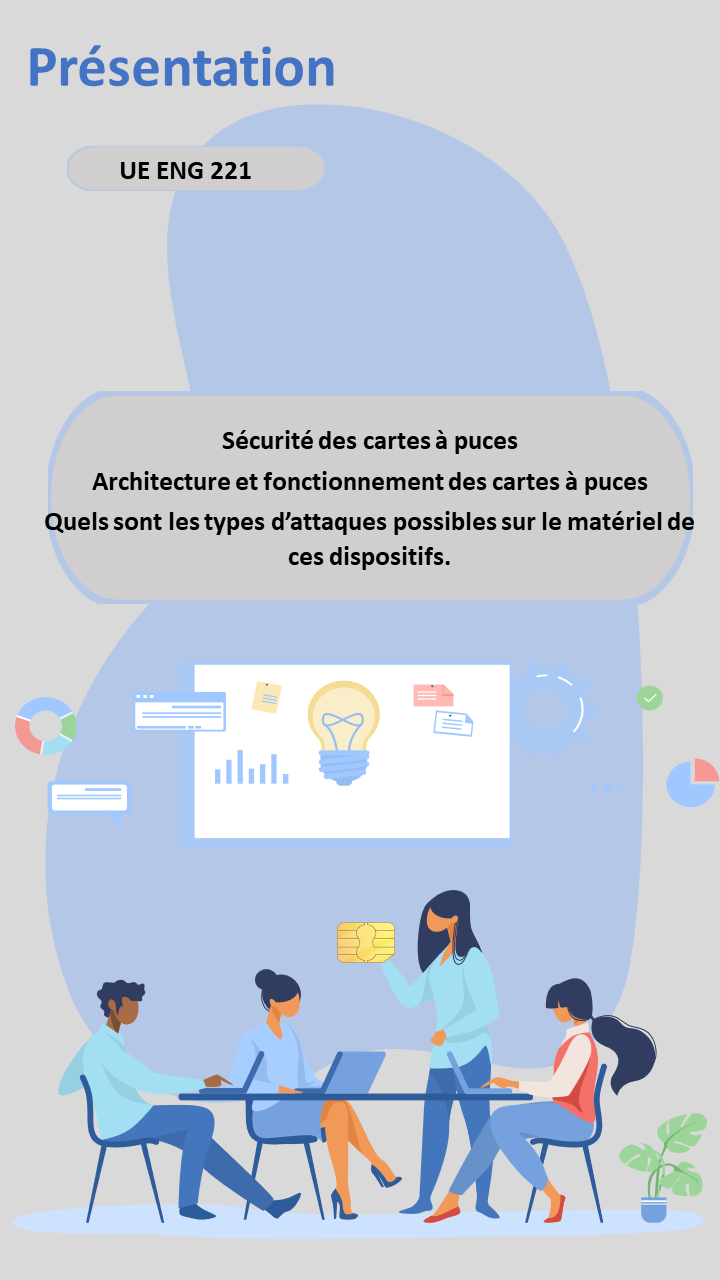 Présentation
UE ENG 221
Sécurité des cartes à puces
Architecture et fonctionnement des cartes à puces
Quels sont les types d’attaques possibles sur le matériel de
ces dispositifs.